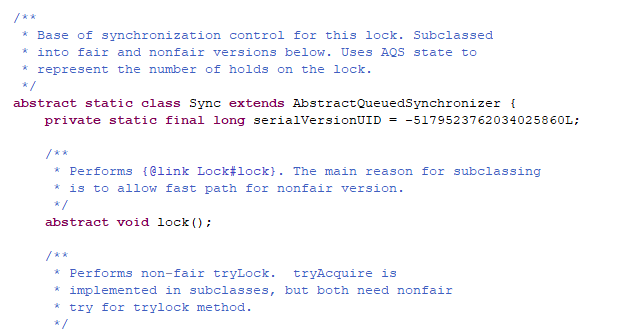 /**
 * Base of synchronization control for this lock. Subclassed
 * into fair and nonfair versions below. Uses AQS state to
 * represent the number of holds on the lock.
 */
abstract static class Sync extends AbstractQueuedSynchronizer {
    private static final long serialVersionUID = -5179523762034025860L;

    /**
     * Performs {@link Lock#lock}. The main reason for subclassing
     * is to allow fast path for nonfair version.
     */
    abstract void lock();

    /**
     * Performs non-fair tryLock.  tryAcquire is
     * implemented in subclasses, but both need nonfair
     * try for trylock method.
     */